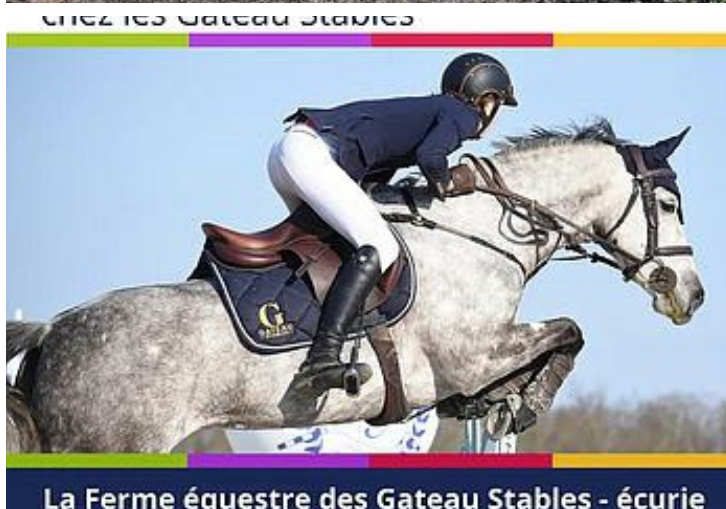 chez les Gateau Stables
G
La Ferme équestre des Gateau Stables - écurie